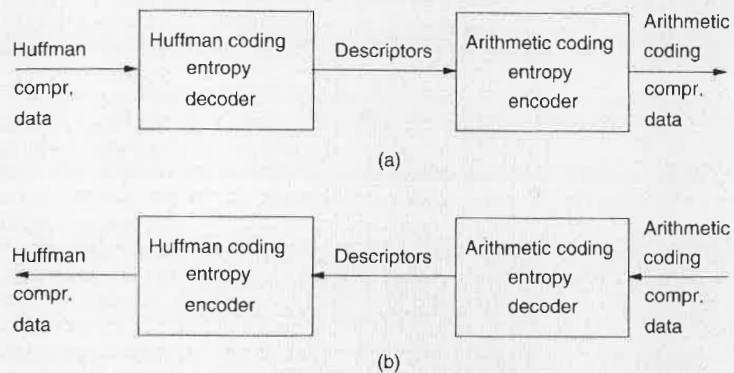 Huffman
compr.
data
Huffman coding
entropy
decoder
Descriptors
Arithmetic coding
entropy
encoder
Arithmetic
coding
compr.
data
(a)
Huffman
compr.
data
Huffman coding
entropy
encoder
Descriptors
Arithmetic coding
entropy
decoder
Arithmetic
coding
compr.
data
(b)